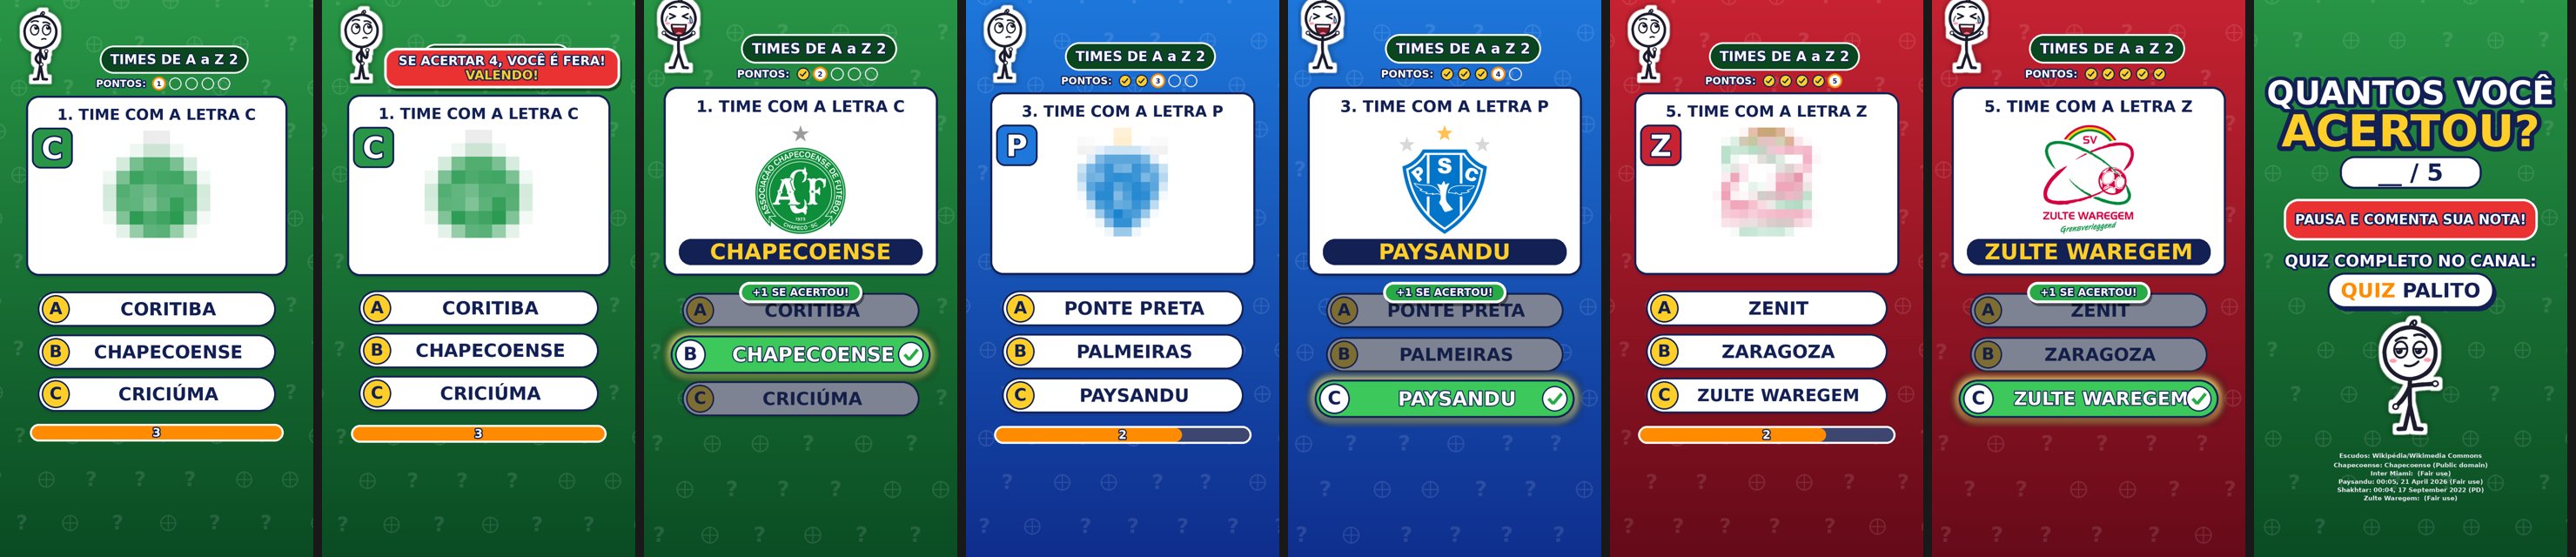 TIMES DE A a Z 2
PONTOS: 1
1. TIME COM A LETRA C
C
A CORITIBA
B CHAPECOENSE
C CRICIÚMA
3
SE ACERTAR 4, VOCÊ É FERA!
VALENDO!
1. TIME COM A LETRA C
C
A CORITIBA
B CHAPECOENSE
C CRICIÚMA
3
TIMES DE A a Z 2
PONTOS: 2
1. TIME COM A LETRA C
ASSOCIAÇÃO CHAPECOENSE DE FUTEBOL
ACF
1973
CHAPECÓ - SC
CHAPECOENSE
+1 SE ACERTOU!
A CORITIBA
B CHAPECOENSE
C CRICIÚMA
TIMES DE A a Z 2
PONTOS: 3
3. TIME COM A LETRA P
P
A PONTE PRETA
B PALMEIRAS
C PAYSANDU
2
TIMES DE A a Z 2
PONTOS: 4
3. TIME COM A LETRA P
P S C
PAYSANDU
+1 SE ACERTOU!
A PONTE PRETA
B PALMEIRAS
C PAYSANDU
TIMES DE A a Z 2
PONTOS: 5
5. TIME COM A LETRA Z
Z
A ZENIT
B ZARAGOZA
C ZULTE WAREGEM
2
TIMES DE A a Z 2
PONTOS:
5. TIME COM A LETRA Z
SV
ZULTE WAREGEM
Grensverleggend
ZULTE WAREGEM
+1 SE ACERTOU!
A ZENIT
B ZARAGOZA
C ZULTE WAREGEM
QUANTOS VOCÊ
ACERTOU?
__ / 5
PAUSA E COMENTA SUA NOTA!
QUIZ COMPLETO NO CANAL:
QUIZ PALITO
Escudos: Wikipédia/Wikimedia Commons
Chapecoense: Chapecoense (Public domain)
Inter Miami: (Fair use)
Paysandu: 00:05, 21 April 2026 (Fair use)
Shakhtar: 00:04, 17 September 2022 (PD)
Zulte Waregem: (Fair use)